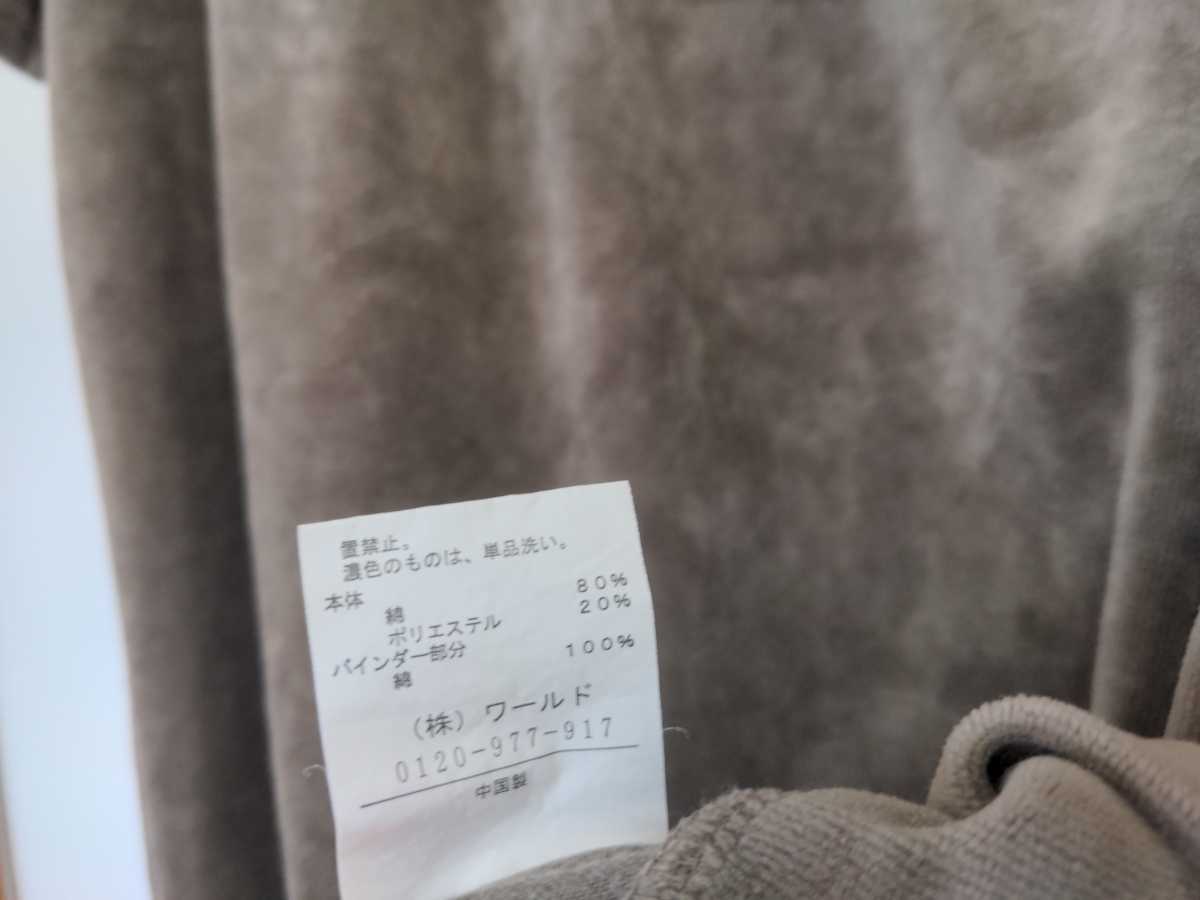 置禁止。
濃色のものは、単品洗い。
本体
綿 80%
ポリエステル 20%
バインダー部分
綿 100%
(株)ワールド
0120-977-917
中国製